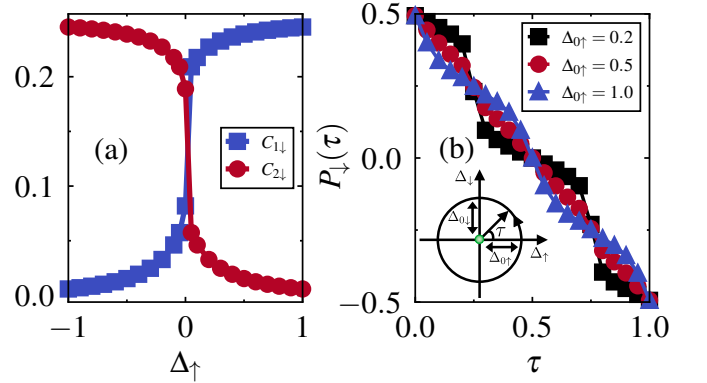 0.2
0.1
0.0
−1
0
1
Δ↑
(a)
C1↓
C2↓
P↓(τ)
0.5
0.0
−0.5
0.0
0.5
1.0
τ
(b)
Δ0↑ = 0.2
Δ0↑ = 0.5
Δ0↑ = 1.0
Δ↓
Δ0↓
τ
Δ0↑
Δ↑